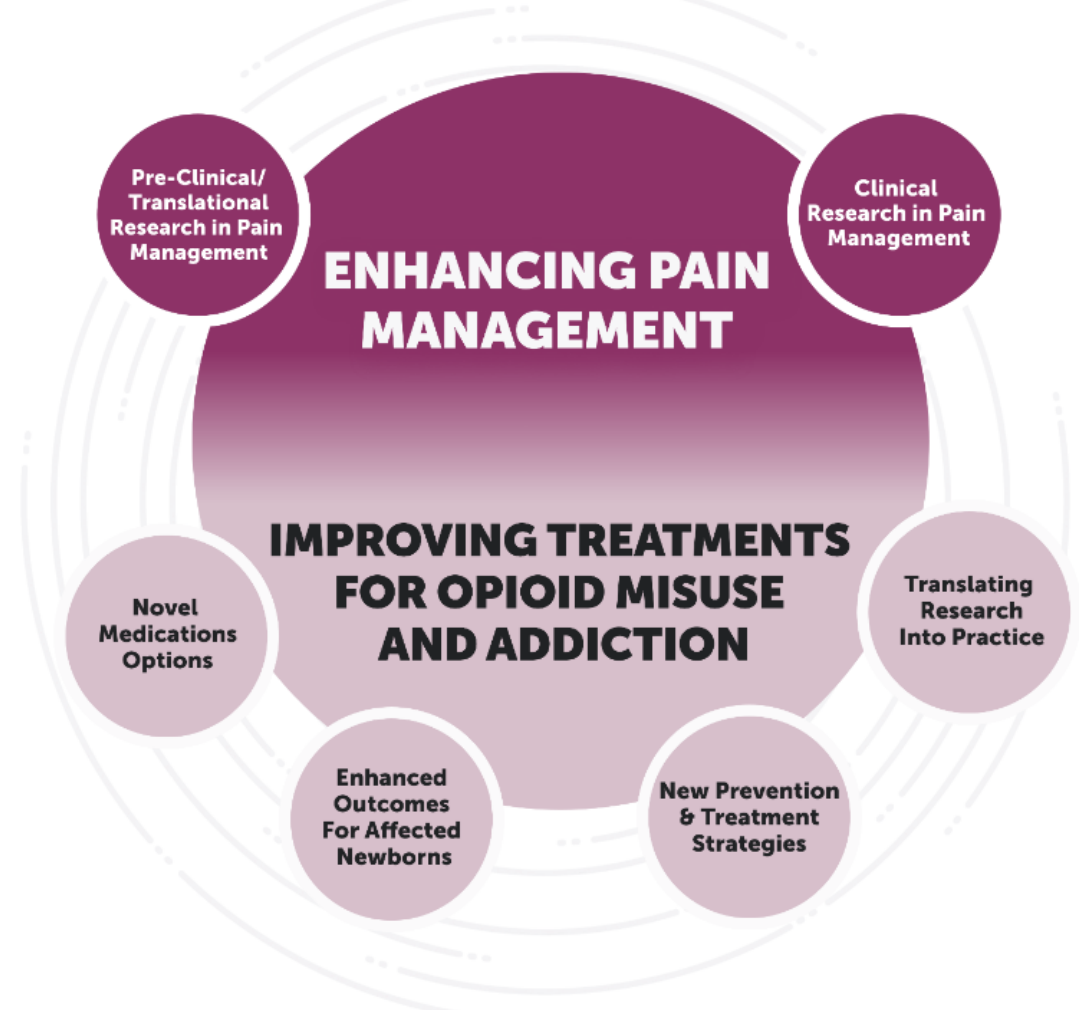 Pre-Clinical/
Translational
Research in Pain
Management
Clinical
Research in Pain
Management
ENHANCING PAIN
MANAGEMENT
IMPROVING TREATMENTS
FOR OPIOID MISUSE
AND ADDICTION
Novel
Medications
Options
Translating
Research
Into Practice
Enhanced
Outcomes
For Affected
Newborns
New Prevention
& Treatment
Strategies